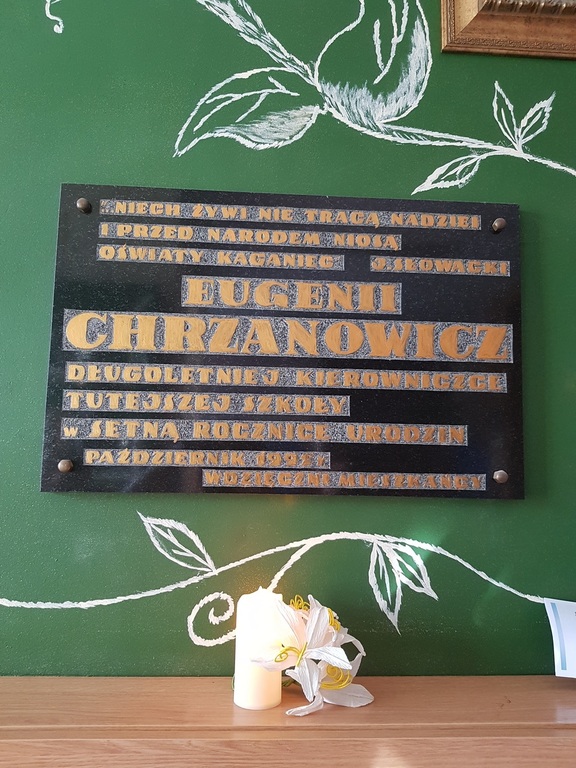 NIECH ŻYWI NIE TRACĄ NADZIEI
I PRZED NARODEM NIOSĄ
OŚWIATY KAGANIEC J.SŁOWACKI
EUGENII
CHRZANOWICZ
DŁUGOLETNIEJ KIEROWNICZCE
TUTEJSZEJ SZKOŁY
W SETNĄ ROCZNICĘ URODZIN
PAŹDZIERNIK 1997R
WDZIĘCZNI MIESZKAŃCY